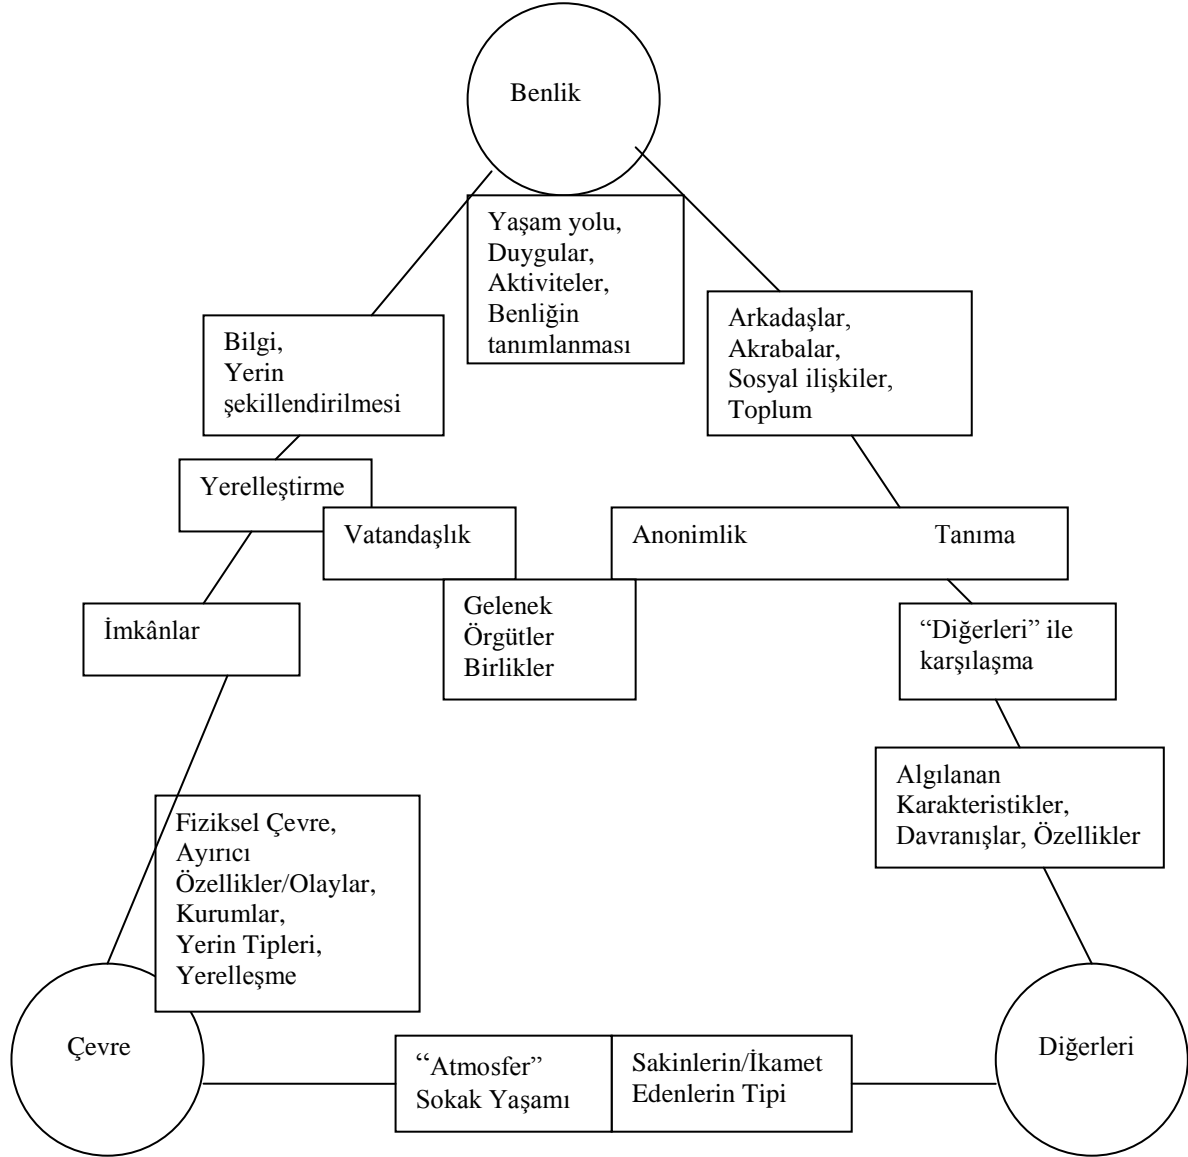 Benlik
Yaşam yolu,
Duygular,
Aktiviteler,
Benliğin
tanımlanması
Bilgi,
Yerin
şekillendirilmesi
Arkadaşlar,
Akrabalar,
Sosyal ilişkiler,
Toplum
Yerelleştirme
Vatandaşlık
Anonimlik Tanıma
Gelenek
Örgütler
Birlikler
İmkânlar
“Diğerleri” ile
karşılaşma
Algılanan
Karakteristikler,
Davranışlar, Özellikler
Fiziksel Çevre,
Ayırıcı
Özellikler/Olaylar,
Kurumlar,
Yerin Tipleri,
Yerelleşme
Çevre
“Atmosfer”
Sokak Yaşamı
Sakinlerin/İkamet
Edenlerin Tipi
Diğerleri